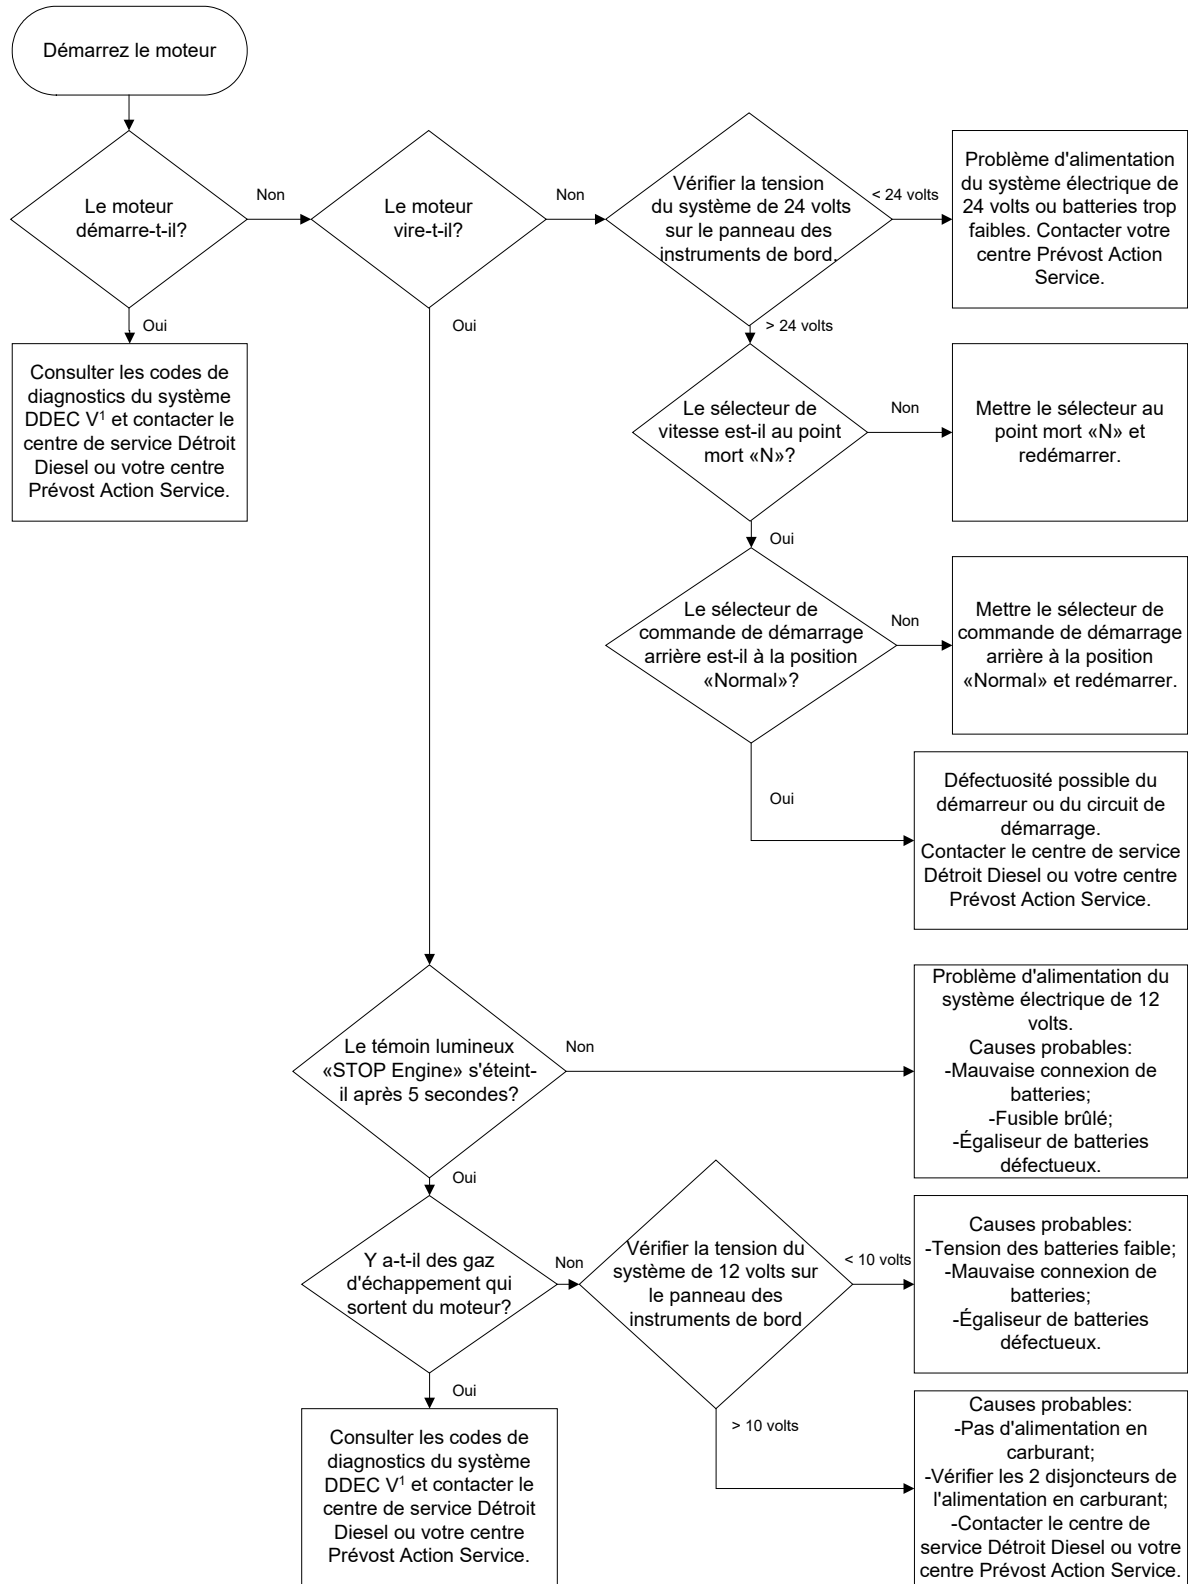 Démarrez le moteur
Le moteur
démarre-t-il?
Non
Oui
Consulter les codes de
diagnostics du système
DDEC V¹ et contacter le
centre de service Détroit
Diesel ou votre centre
Prévost Action Service.
Le moteur
vire-t-il?
Non
Oui
Vérifier la tension
du système de 24 volts
sur le panneau des
instruments de bord.
< 24 volts
> 24 volts
Problème d'alimentation
du système électrique de
24 volts ou batteries trop
faibles. Contacter votre
centre Prévost Action
Service.
Le sélecteur de
vitesse est-il au point
mort «N»?
Non
Oui
Mettre le sélecteur au
point mort «N» et
redémarrer.
Le sélecteur de
commande de démarrage
arrière est-il à la position
«Normal»?
Non
Oui
Mettre le sélecteur de
commande de démarrage
arrière à la position
«Normal» et redémarrer.
Défectuosité possible du
démarreur ou du circuit de
démarrage.
Contacter le centre de service
Détroit Diesel ou votre centre
Prévost Action Service.
Le témoin lumineux
«STOP Engine» s'éteint-
il après 5 secondes?
Non
Oui
Problème d'alimentation du
système électrique de 12
volts.
Causes probables:
-Mauvaise connexion de
batteries;
-Fusible brûlé;
-Égaliseur de batteries
défectueux.
Y a-t-il des gaz
d'échappement qui
sortent du moteur?
Non
Oui
Vérifier la tension du
système de 12 volts sur
le panneau des
instruments de bord
< 10 volts
> 10 volts
Causes probables:
-Tension des batteries faible;
-Mauvaise connexion de
batteries;
-Égaliseur de batteries
défectueux.
Consulter les codes de
diagnostics du système
DDEC V¹ et contacter le
centre de service Détroit
Diesel ou votre centre
Prévost Action Service.
Causes probables:
-Pas d'alimentation en
carburant;
-Vérifier les 2 disjoncteurs de
l'alimentation en carburant;
-Contacter le centre de
service Détroit Diesel ou votre
centre Prévost Action Service.